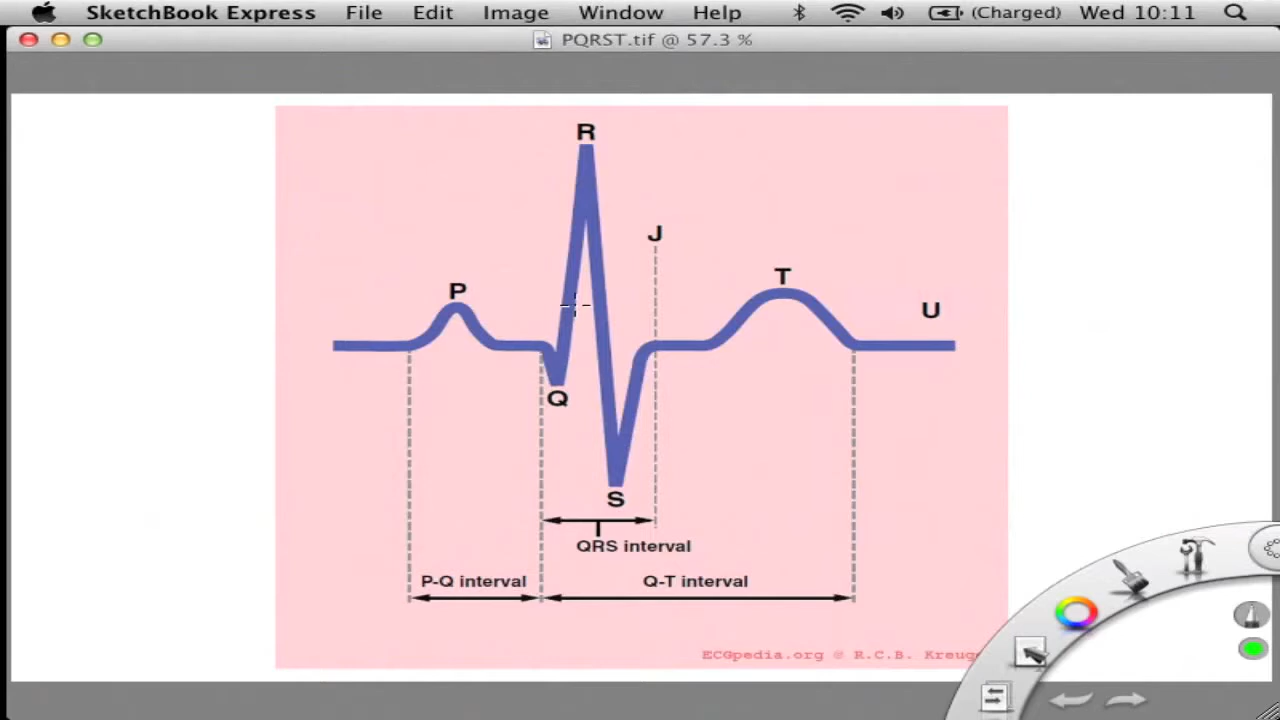 SketchBook Express File Edit Image Window Help (Charged) Wed 10:11
PQRST.tif @ 57.3 %
R
J
T
P
U
Q
S
QRS interval
P-Q interval
Q-T interval
ECGpedia.org @ R.C.B.